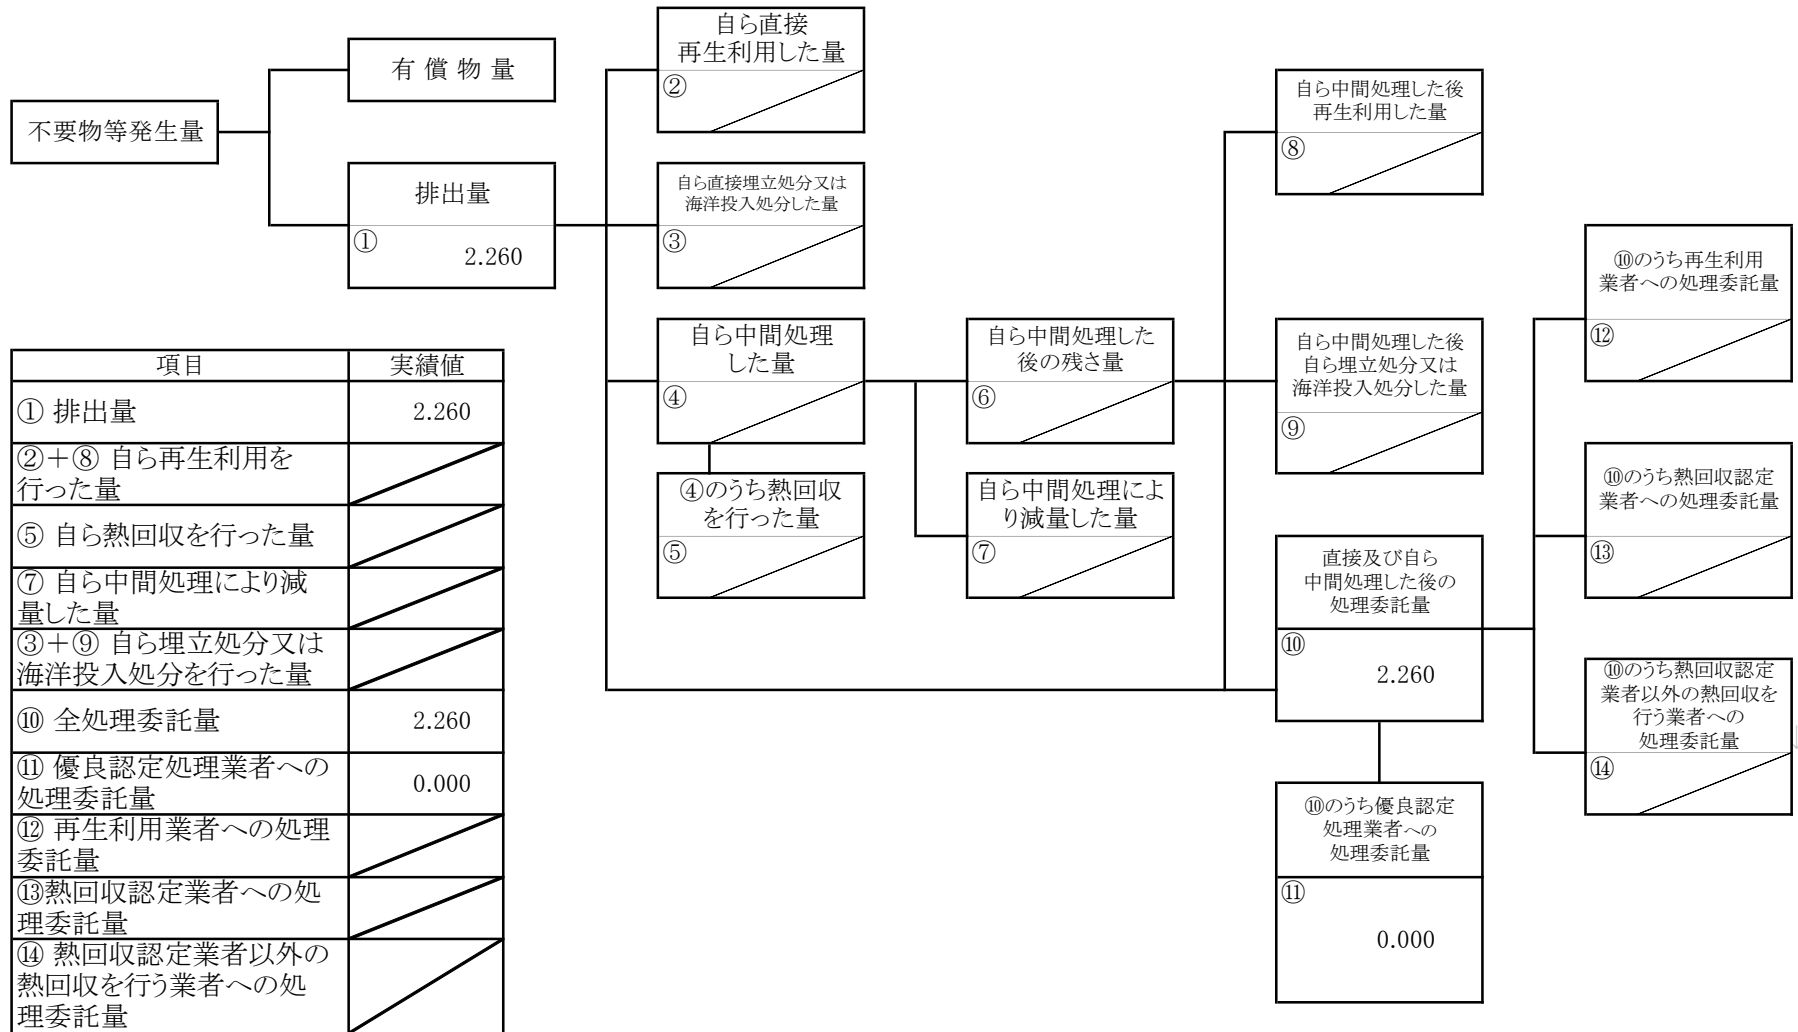 自ら直接
再生利用した量
②
有 償 物 量
不要物等発生量
排出量
①
2.260
自ら直接埋立処分又は
海洋投入処分した量
③
自ら中間処理
した量
④
④のうち熱回収
を行った量
⑤
自ら中間処理した
後の残さ量
⑥
自ら中間処理によ
り減量した量
⑦
自ら中間処理した後
再生利用した量
⑧
自ら中間処理した後
自ら埋立処分又は
海洋投入処分した量
⑨
直接及び自ら
中間処理した後の
処理委託量
⑩
2.260
⑩のうち優良認定
処理業者への
処理委託量
⑪
0.000
⑩のうち再生利用
業者への処理委託量
⑫
⑩のうち熱回収認定
業者への処理委託量
⑬
⑩のうち熱回収認定
業者以外の熱回収を
行う業者への
処理委託量
⑭
項目 実績値
① 排出量 2.260
②＋⑧ 自ら再生利用を
行った量
⑤ 自ら熱回収を行った量
⑦ 自ら中間処理により減
量した量
③＋⑨ 自ら埋立処分又は
海洋投入処分を行った量
⑩ 全処理委託量 2.260
⑪ 優良認定処理業者への
処理委託量 0.000
⑫ 再生利用業者への処理
委託量
⑬熱回収認定業者への処
理委託量
⑭ 熱回収認定業者以外の
熱回収を行う業者への処
理委託量